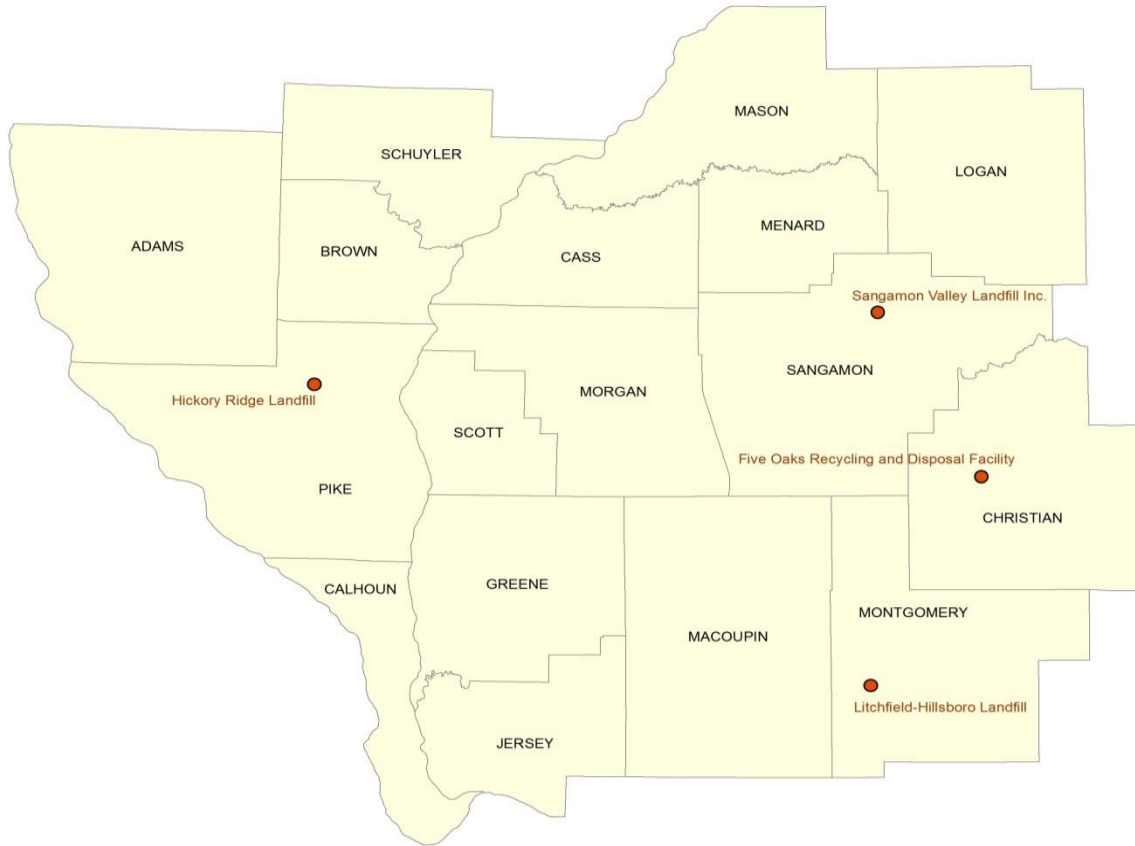 MASON
SCHUYLER
LOGAN
MENARD
ADAMS
BROWN
CASS
Sangamon Valley Landfill Inc.
SANGAMON
MORGAN
Hickory Ridge Landfill
SCOTT
Five Oaks Recycling and Disposal Facility
PIKE
CHRISTIAN
GREENE
CALHOUN
MONTGOMERY
MACOUPIN
Litchfield-Hillsboro Landfill
JERSEY